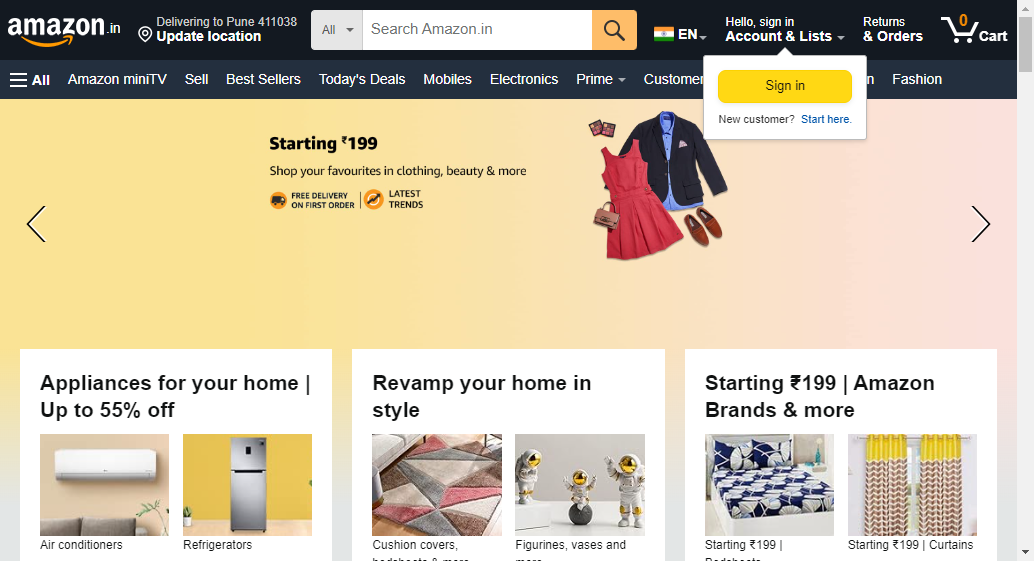 amazon.in
Delivering to Pune 411038
Update location
All
Search Amazon.in
EN
Hello, sign in
Account & Lists
Returns
& Orders
0
Cart
All
Amazon miniTV
Sell
Best Sellers
Today's Deals
Mobiles
Electronics
Prime
Customer
Fashion
Sign in
New customer? Start here.
Starting ₹199
Shop your favourites in clothing, beauty & more
FREE DELIVERY
ON FIRST ORDER
LATEST
TRENDS
Appliances for your home |
Up to 55% off
Revamp your home in
style
Starting ₹199 | Amazon
Brands & more
Air conditioners
Refrigerators
Cushion covers,
bedsheets & more
Figurines, vases and
more
Starting ₹199 |
Bedsheets
Starting ₹199 | Curtains